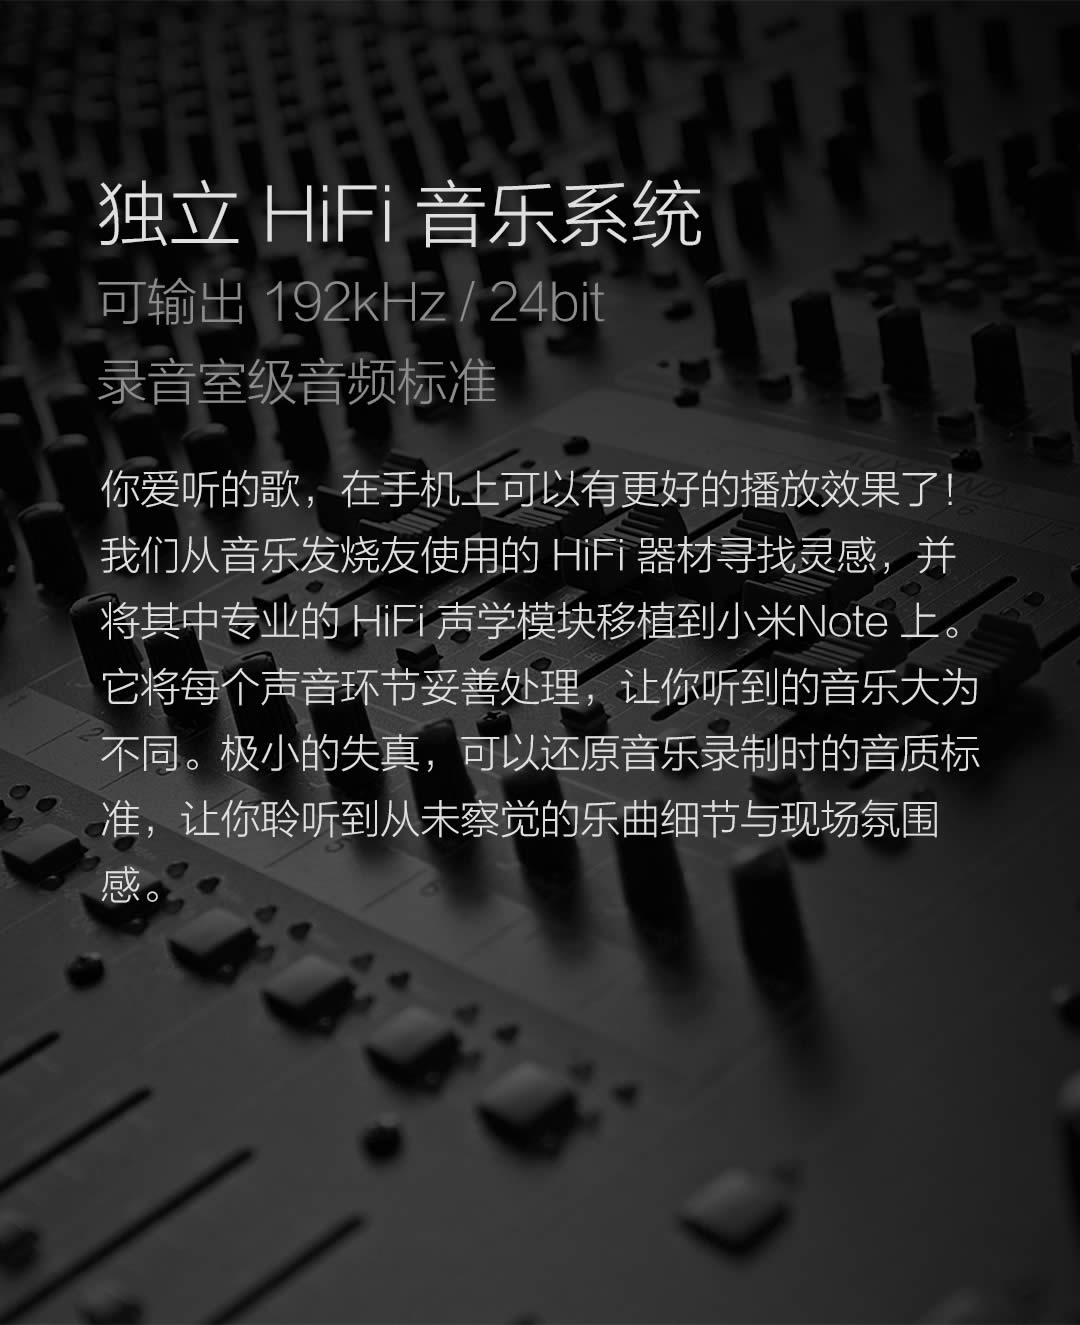 独立 HiFi 音乐系统
可输出 192kHz / 24bit
录音室级音频标准
你爱听的歌，在手机上可以有更好的播放效果了！
我们从音乐发烧友使用的 HiFi 器材寻找灵感，并
将其中专业的 HiFi 声学模块移植到小米Note 上。
它将每个声音环节妥善处理，让你听到的音乐大为
不同。极小的失真，可以还原音乐录制时的音质标
准，让你聆听到从未察觉的乐曲细节与现场氛围
感。